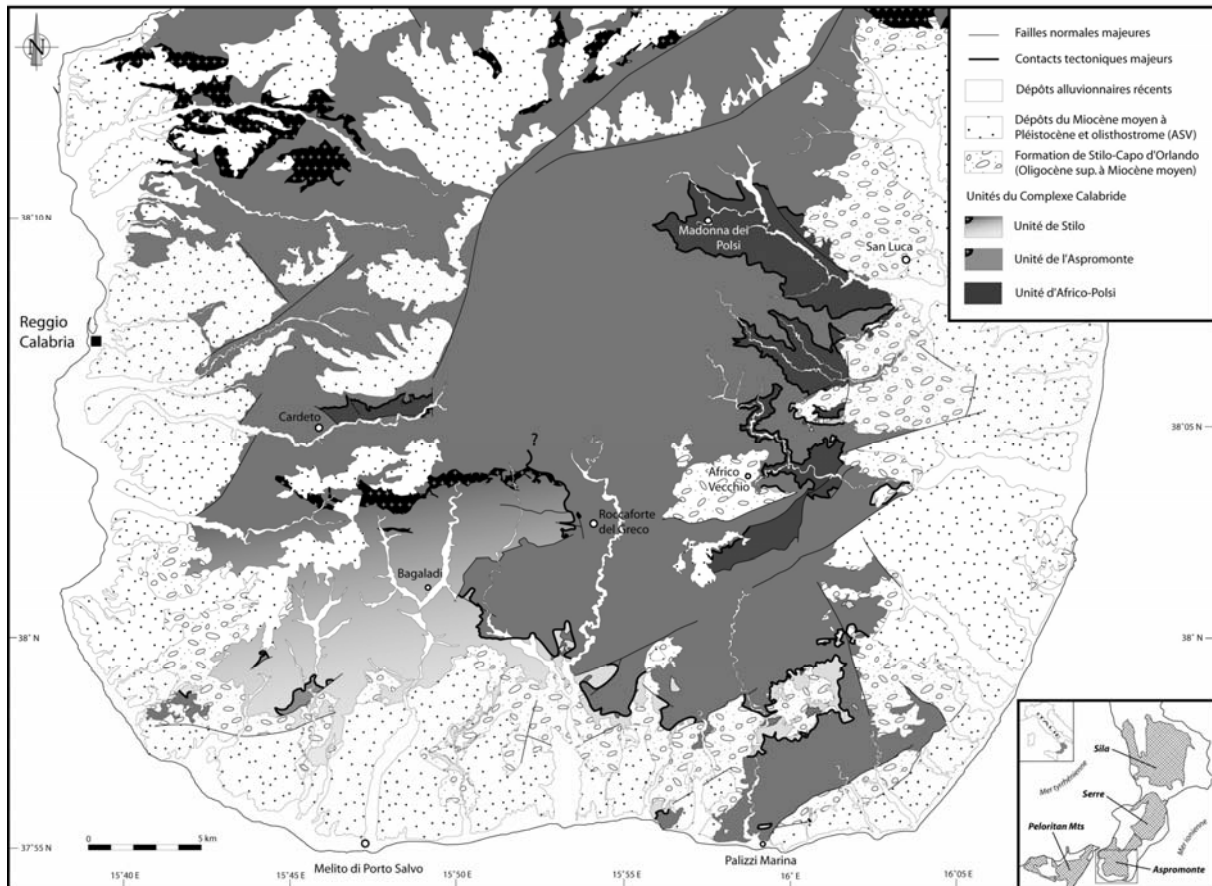 N
Failles normales majeures
Contacts tectoniques majeurs
Dépôts alluvionnaires récents
Dépôts du Miocène moyen à
Pléistocène et olisthostrome (ASV)
Formation de Stilo-Capo d'Orlando
(Oligocène sup. à Miocène moyen)
Unités du Complexe Calabride
Unité de Stilo
Unité de l'Aspromonte
Unité d'Africo-Polsi
38°10
38°10 N
Madonna dei
Polsi
San Luca
Reggio
Calabria
Cardeto
38°05 N
?
Africo
Vecchio
Roccaforte
del Greco
Bagaladi
38° N
38° N
37°55 N
0
5 km
Melito di Porto Salvo
Palizzi Marina
15°40 E
15°45 E
15°50 E
15°55 E
16° E
16°05 E
Sila
Mer tyrrhénienne
Serre
Peloritan Mts
Mer ionienne
Aspromonte